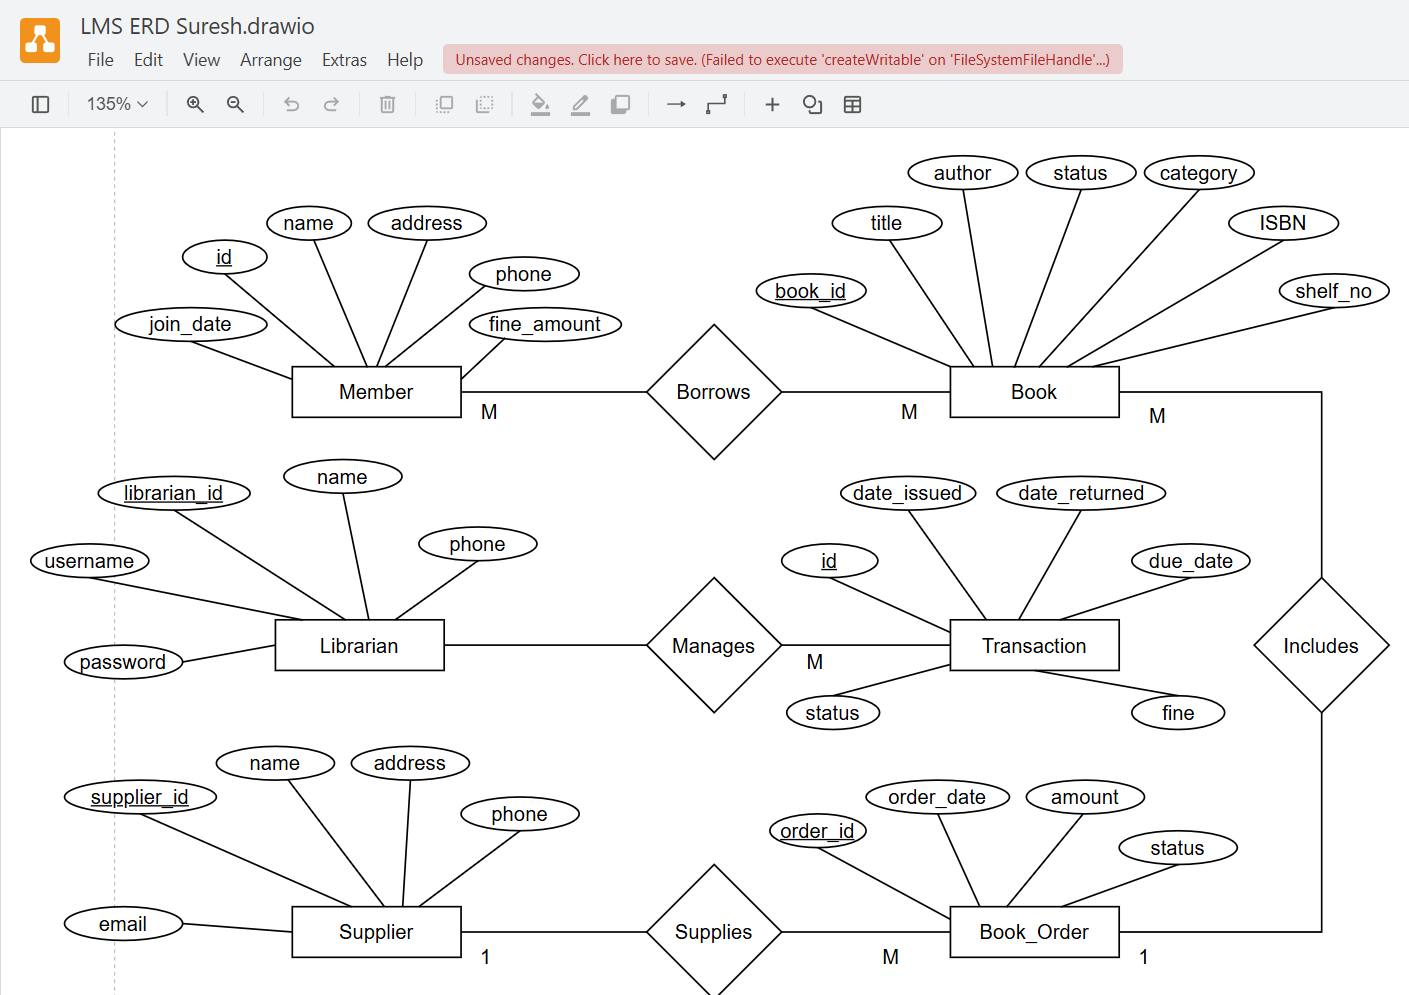 LMS ERD Suresh.drawio
File Edit View Arrange Extras Help Unsaved changes. Click here to save. (Failed to execute 'createWritable' on 'FileSystemFileHandle'...)
135%
author status category
name address title ISBN
id phone book_id shelf_no
join_date fine_amount
Member Borrows Book
M M M
librarian_id name date_issued date_returned
username phone id due_date
Librarian Manages Transaction Includes
password M
status fine
name address
supplier_id phone order_date amount
order_id status
email Supplier Supplies Book_Order
1 M 1